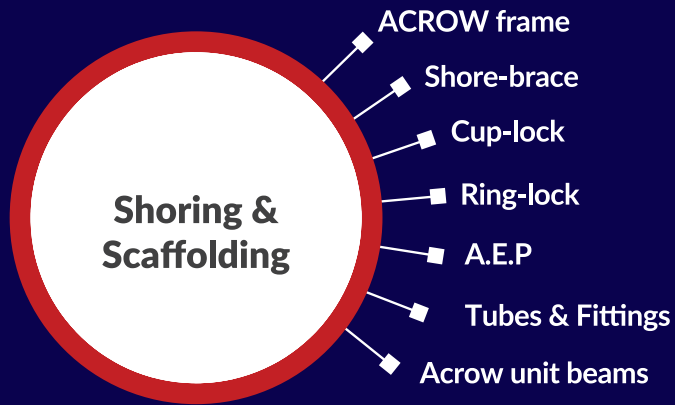 Shoring &
Scaffolding
ACROW frame
Shore-brace
Cup-lock
Ring-lock
A.E.P
Tubes & Fittings
Acrow unit beams